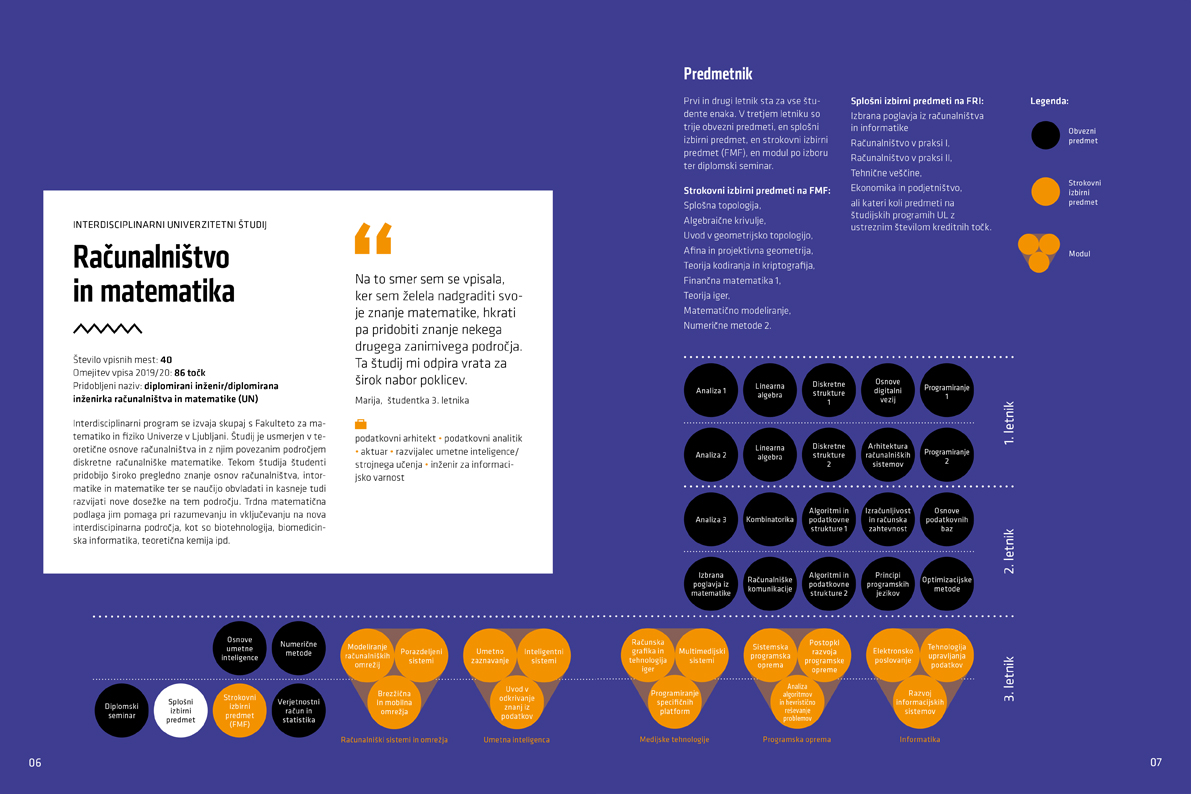 INTERDISCIPLINARNI UNIVERZITETNI ŠTUDIJ
Računalništvo
in matematika
Število vpisnih mest: 40
Omejitev vpisa 2019/20: 86 točk
Pridobljeni naziv: diplomirani inženir/diplomirana
inženirka računalništva in matematike (UN)
Interdisciplinarni program se izvaja skupaj s Fakulteto za ma-
tematiko in fiziko Univerze v Ljubljani. Študij je usmerjen v te-
oretične osnove računalništva in z njim povezanim področjem
diskretne računalniške matematike. Tekom študija študenti
pridobijo široko pregledno znanje osnov računalništva, infor-
matike in matematike ter se naučijo obvladati in kasneje tudi
razvijati nove dosežke na tem področju. Trdna matematična
podlaga jim pomaga pri razumevanju in vključevanju na nova
interdiscipinarna področja, kot so biotehnologija, biomedicin-
ska informatika, teoretična kemija ipd.
“
Na to smer sem se vpisala,
ker sem želela nadgraditi svo-
je znanje matematike, hkrati
pa pridobiti znanje nekega
drugega zanimivega področja.
Ta študij mi odpira vrata za
širok nabor poklicev.
Marija, študentka 3. letnika
podatkovni arhitekt • podatkovni analitik
• aktuar • razvijalec umetne inteligence/
strojnega učenja • inženir za informaci-
jsko varnost
Predmetnik
Prvi in drugi letnik sta za vse štu-
dente enaka. V tretjem letniku so
trije obvezni predmeti, en splošni
izbirni predmet, en strokovni izbirni
predmet (FMF), en modul po izboru
ter diplomski seminar.
Strokovni izbirni predmeti na FMF:
Splošna topologija,
Algebraične krivulje,
Uvod v geometrijsko topologijo,
Afina in projektivna geometrija,
Teorija kodiranja in kriptografija,
Finančna matematika 1,
Teorija iger,
Matematično modeliranje,
Numerične metode 2.
Splošni izbirni predmeti na FRI:
Izbrana poglavja iz računalništva
in informatike
Računalništvo v praksi I,
Računalništvo v praksi II,
Tehnične veščine,
Ekonomika in podjetništvo,
ali kateri koli predmeti na
študijskih programih UL z
ustreznim številom kreditnih točk.
Legenda:
Obvezni
predmet
Strokovni
izbirni
predmet
Modul
Analiza 1
Linearna
algebra
Diskretne
strukture
1
Osnove
digitalni
vezij
Programiranje
1
1. letnik
Analiza 2
Linearna
algebra
Diskretne
strukture
2
Arhitektura
računalniških
sistemov
Programiranje
2
Analiza 3
Kombinatorika
Algoritmi in
podatkovne
strukture 1
Izračunljivost
in računska
zahtevnost
Osnove
podatkovnih
baz
2. letnik
Izbrana
poglavja iz
matematike
Računalniške
komunikacije
Algoritmi in
podatkovne
strukture 2
Principi
programskih
jezikov
Optimizacijske
metode
Osnove
umetne
inteligence
Numerične
metode
Diplomski
seminar
Splošni
izbirni
predmet
Strokovni
izbirni
predmet
(FMF)
Verjetnostni
račun in
statistika
Modeliranje
računalniških
omrežij
Porazdeljeni
sistemi
Brezžična
in mobilna
omrežja
Računalniški sistemi in omrežja
Umetno
zaznavanje
Inteligentni
sistemi
Uvod v
odkrivanje
znanj iz
podatkov
Umetna inteligenca
Računska
grafika in
tehnologija
iger
Multimedijski
sistemi
Programiranje
specifičnih
platform
Medijske tehnologije
Sistemska
programska
oprema
Postopki
razvoja
programske
opreme
Analiza
algoritmov
in hevristično
reševanje
problemov
Programska oprema
Elektronsko
poslovanje
Tehnologija
upravljanja
podatkov
Razvoj
informacijskih
sistemov
Informatika
3. letnik
06
07